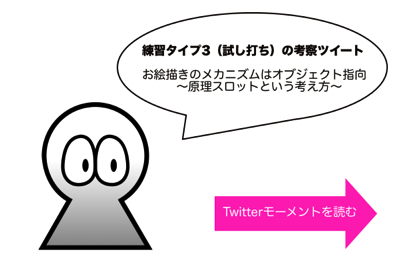 練習タイプ3（試し打ち）の考察ツイート
お絵描きのメカニズムはオブジェクト指向
〜原理スロットという考え方〜
Twitterモーメントを読む